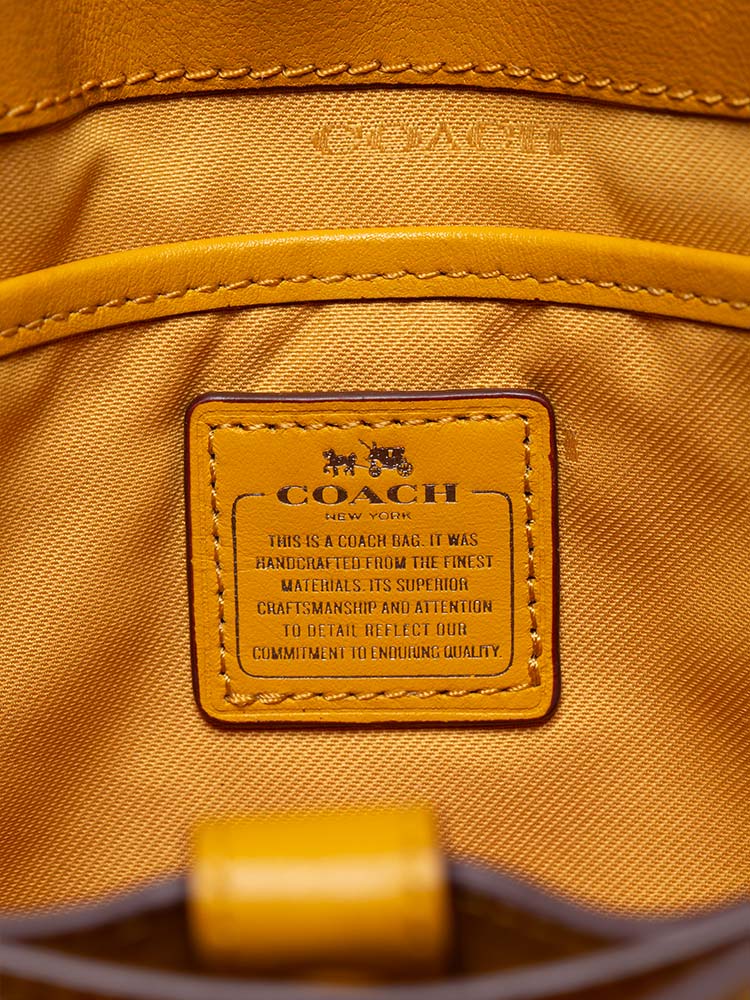 COACH
COACH
NEW YORK
THIS IS A COACH BAG. IT WAS
HANDCRAFTED FROM THE FINEST
MATERIALS. ITS SUPERIOR
CRAFTSMANSHIP AND ATTENTION
TO DETAIL REFLECT OUR
COMMITMENT TO ENDURING QUALITY.